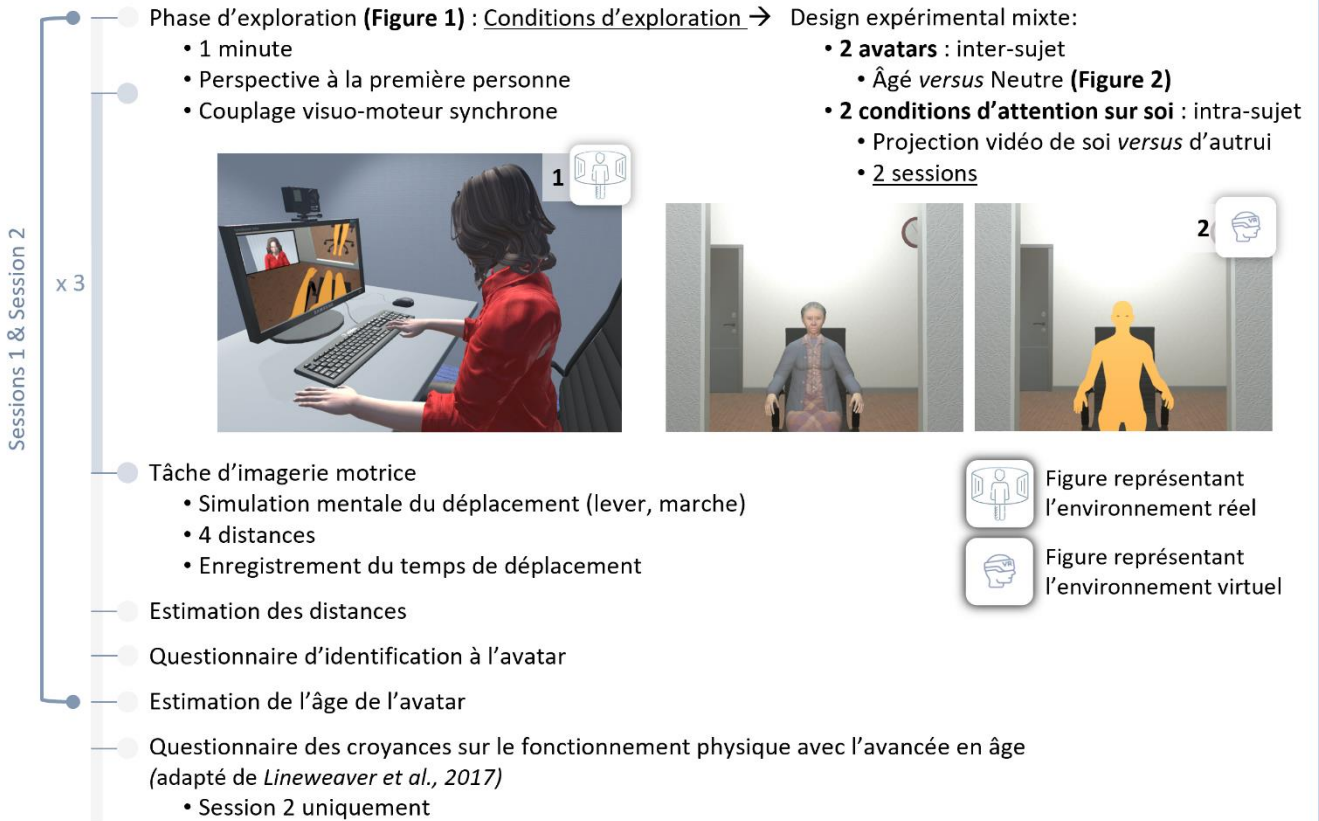 Phase d’exploration (Figure 1) : Conditions d’exploration →
• 1 minute
• Perspective à la première personne
• Couplage visuo-moteur synchrone
Design expérimental mixte:
• 2 avatars : inter-sujet
• Âgé versus Neutre (Figure 2)
• 2 conditions d’attention sur soi : intra-sujet
• Projection vidéo de soi versus d’autrui
• 2 sessions
Sessions 1 & Session 2
x 3
1
2
VR
Tâche d’imagerie motrice
• Simulation mentale du déplacement (lever, marche)
• 4 distances
• Enregistrement du temps de déplacement
Figure représentant
l’environnement réel
VR
Figure représentant
l’environnement virtuel
Estimation des distances
Questionnaire d’identification à l’avatar
Estimation de l’âge de l’avatar
Questionnaire des croyances sur le fonctionnement physique avec l’avancée en âge
(adapté de Lineweaver et al., 2017)
• Session 2 uniquement